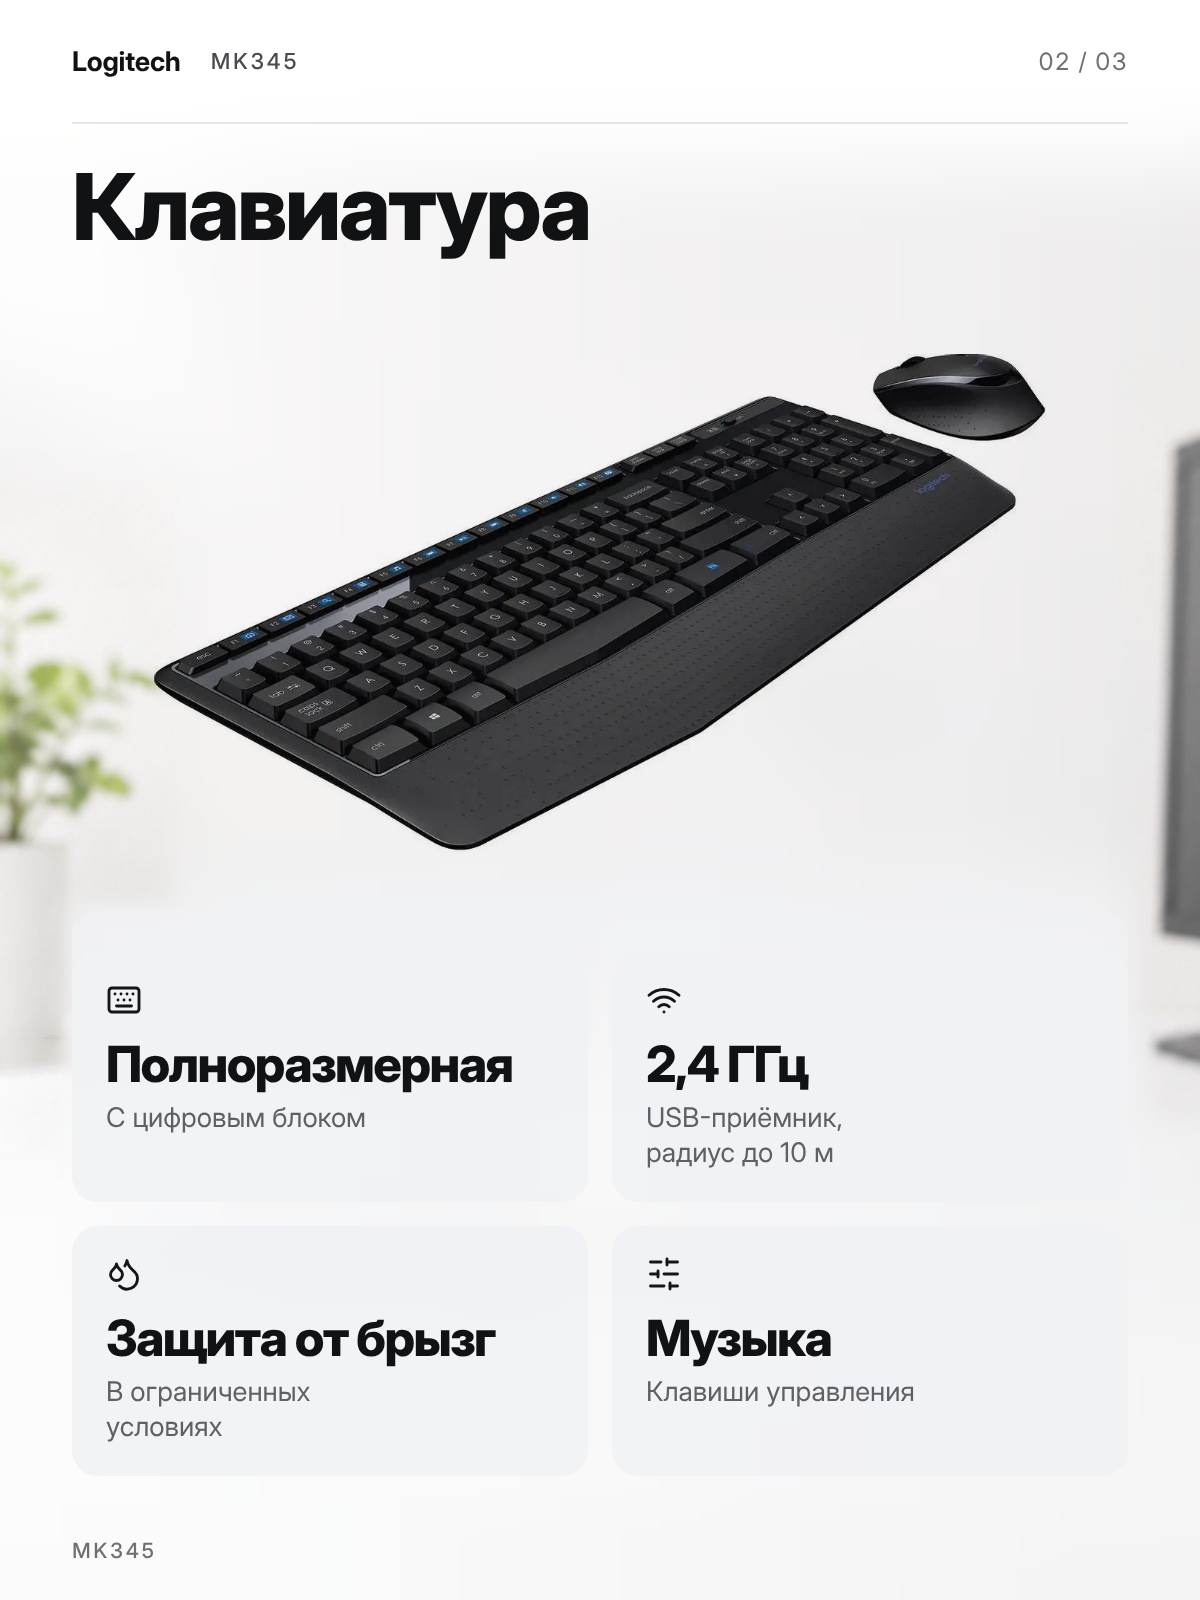 Logitech MK345 02 / 03
Клавиатура
Полноразмерная
С цифровым блоком
2,4 ГГц
USB-приёмник,
радиус до 10 м
Защита от брызг
В ограниченных
условиях
Музыка
Клавиши управления
MK345